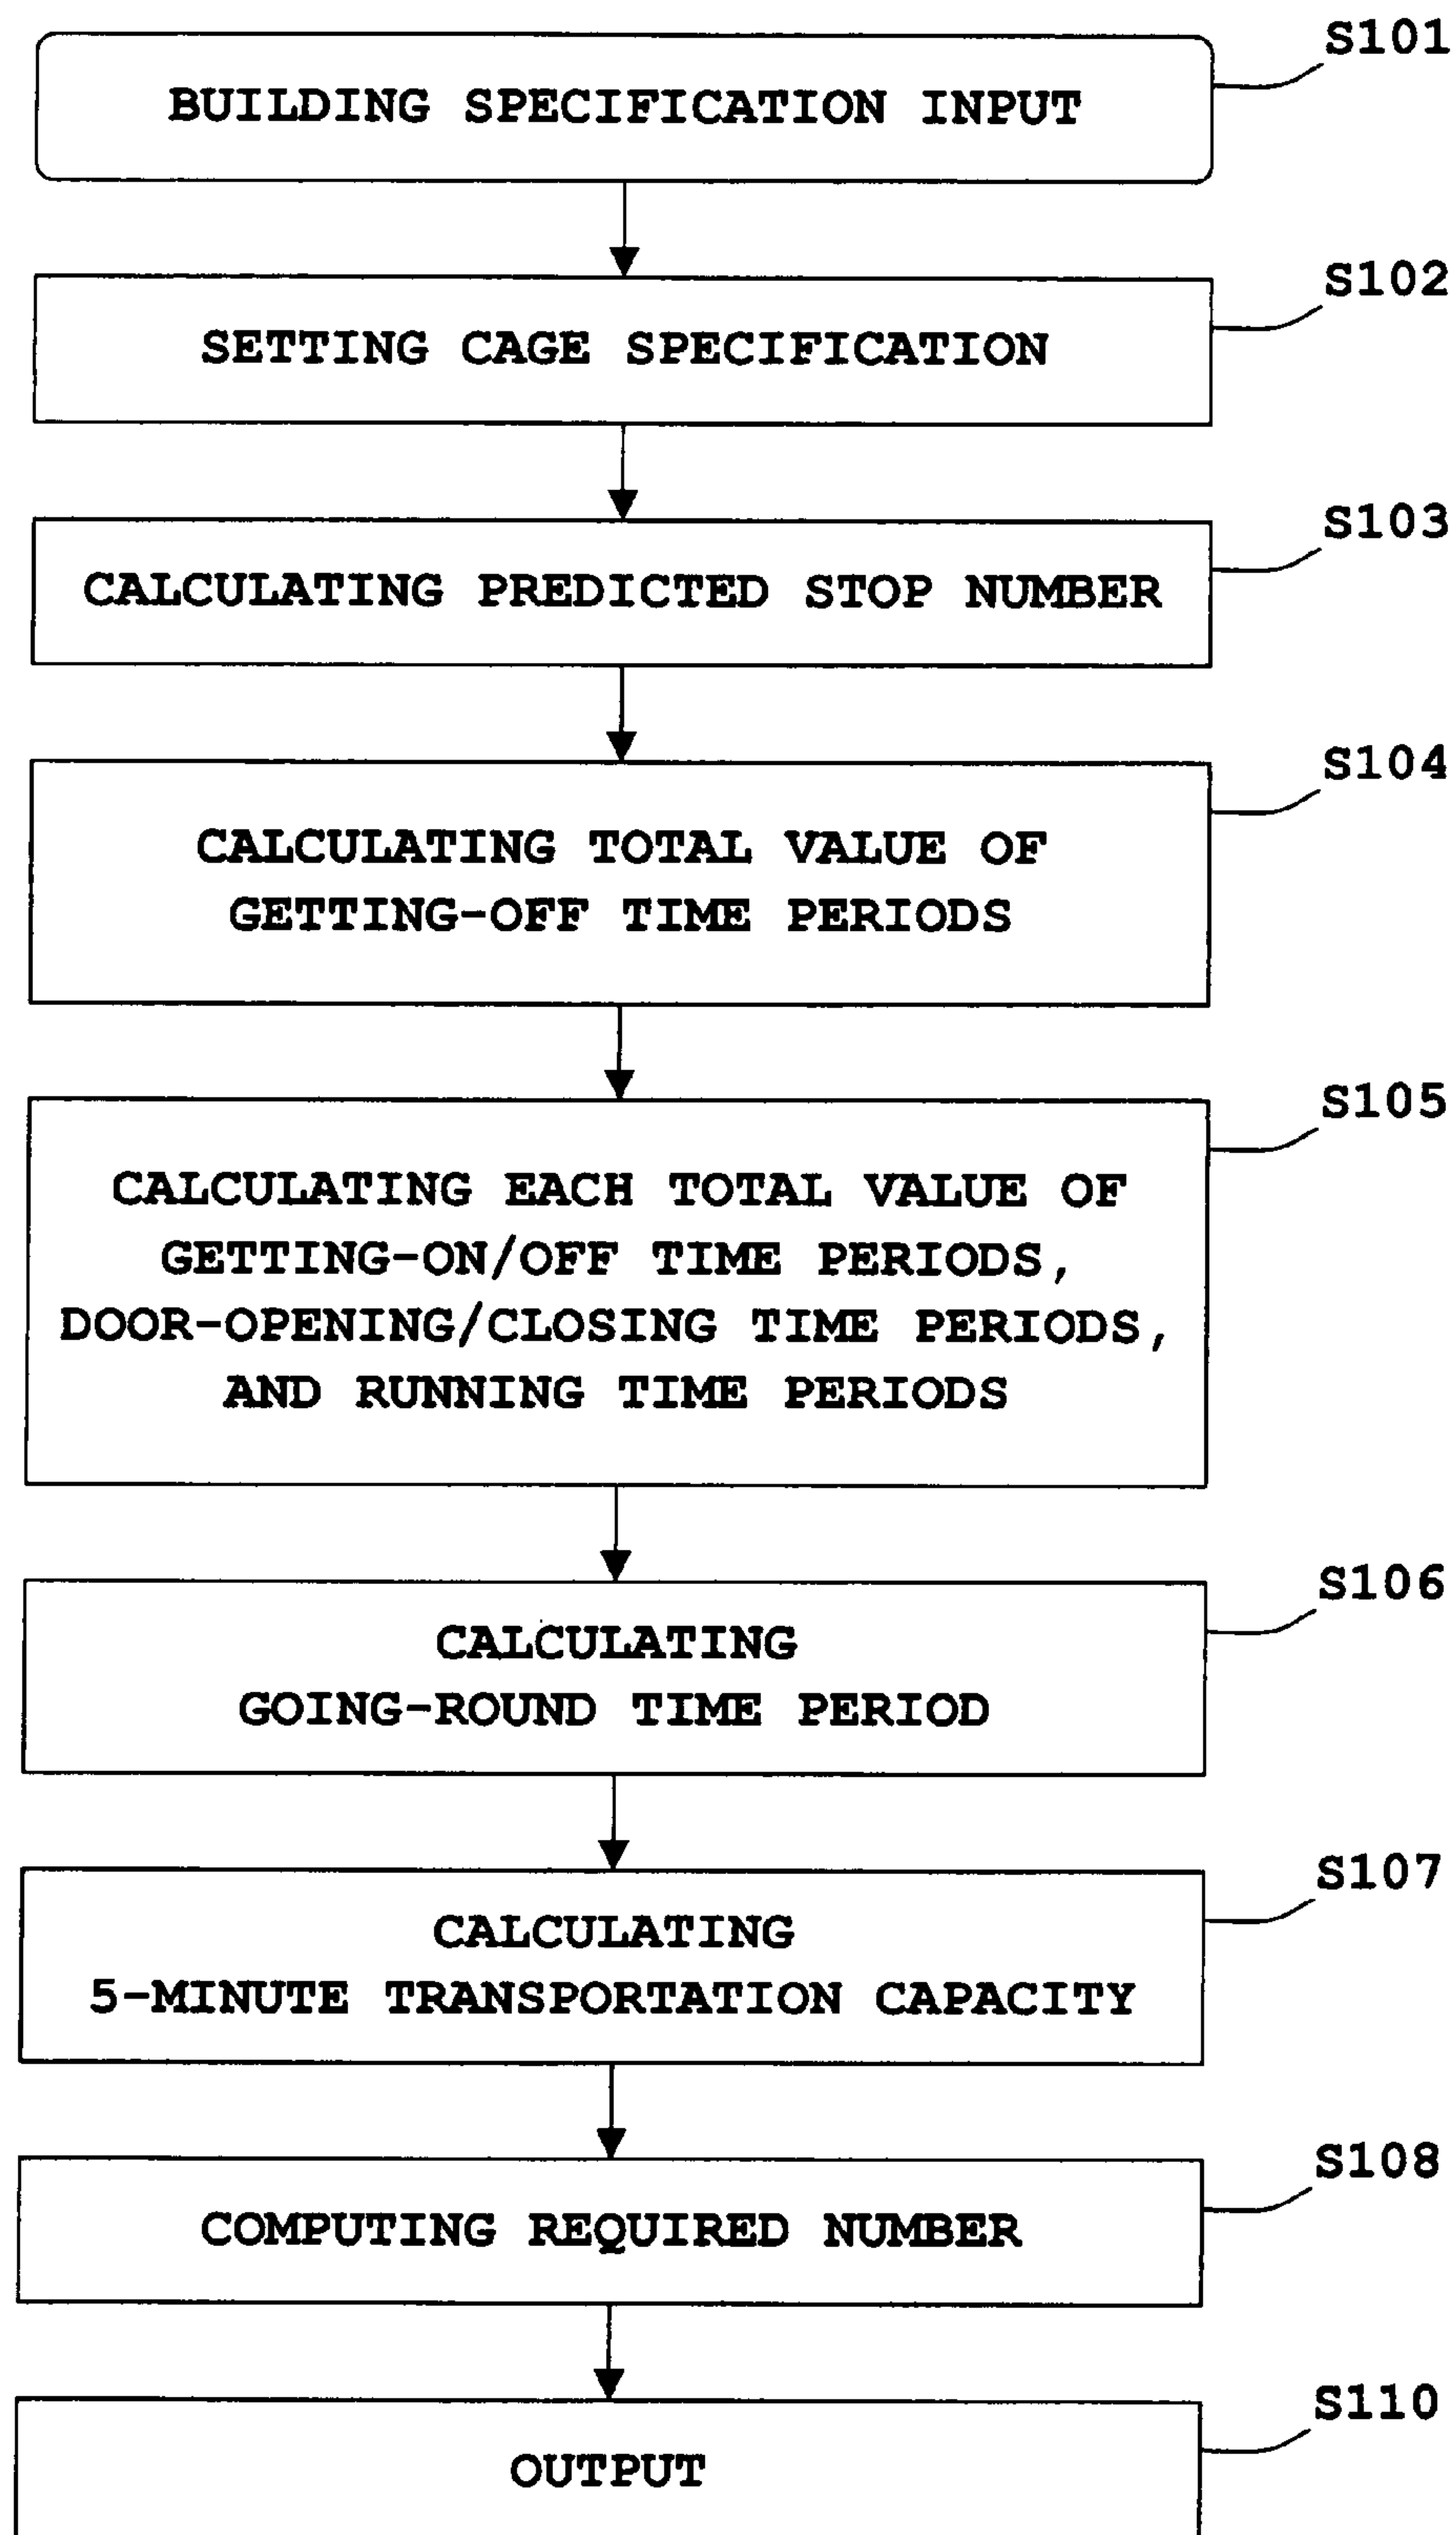 S101
BUILDING SPECIFICATION INPUT
S102
SETTING CAGE SPECIFICATION
S103
CALCULATING PREDICTED STOP NUMBER
S104
CALCULATING TOTAL VALUE OF
GETTING-OFF TIME PERIODS
S105
CALCULATING EACH TOTAL VALUE OF
GETTING-ON/OFF TIME PERIODS,
DOOR-OPENING/CLOSING TIME PERIODS,
AND RUNNING TIME PERIODS
S106
CALCULATING
GOING-ROUND TIME PERIOD
S107
CALCULATING
5-MINUTE TRANSPORTATION CAPACITY
S108
COMPUTING REQUIRED NUMBER
S110
OUTPUT